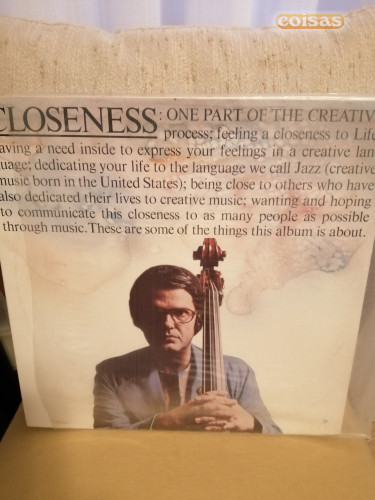 coisas
CLOSENESS: ONE PART OF THE CREATIV
process; feeling a closeness to Life
aving a need inside to express your feelings in a creative lan
uage; dedicating your life to the language we call Jazz (creative
music born in the United States); being close to others who have
also dedicated their lives to creative music; wanting and hoping
to communicate this closeness to as many people as possible
through music. These are some of the things this album is about.